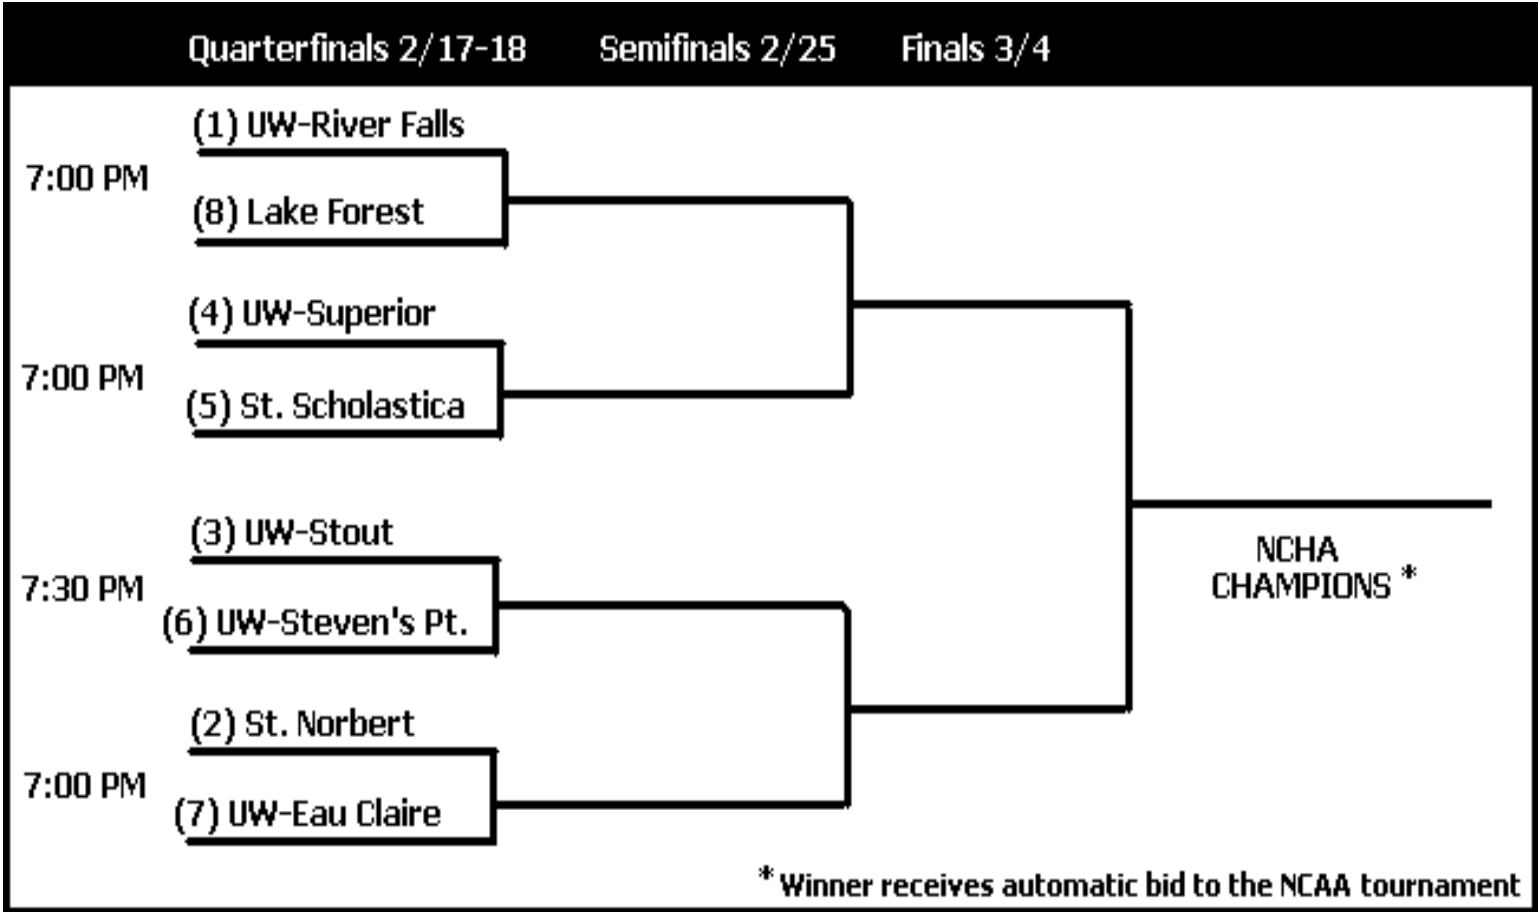 Quarterfinals 2/17-18 Semifinals 2/25 Finals 3/4
(1) UW-River Falls
7:00 PM
(8) Lake Forest
(4) UW-Superior
7:00 PM
(5) St. Scholastica
(3) UW-Stout
7:30 PM
(6) UW-Steven's Pt.
(2) St. Norbert
7:00 PM
(7) UW-Eau Claire
NCHA
CHAMPIONS *
* Winner receives automatic bid to the NCAA tournament